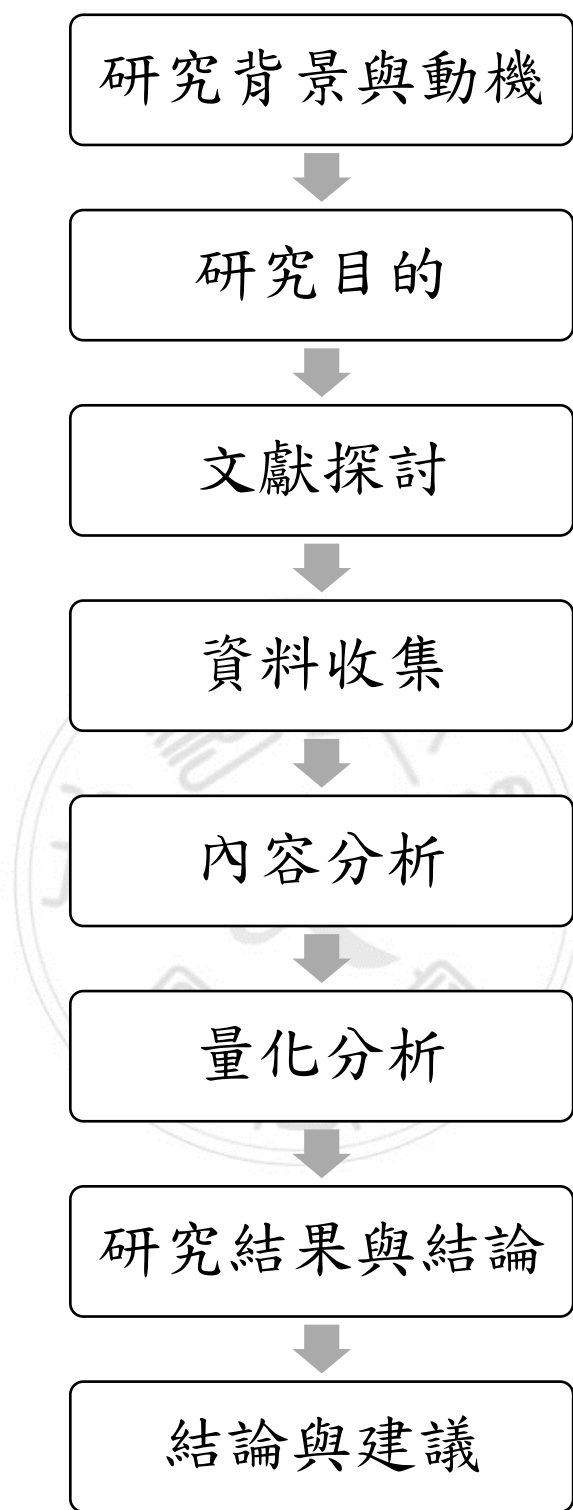 研究背景與動機
研究目的
文獻探討
資料收集
內容分析
量化分析
研究結果與結論
結論與建議